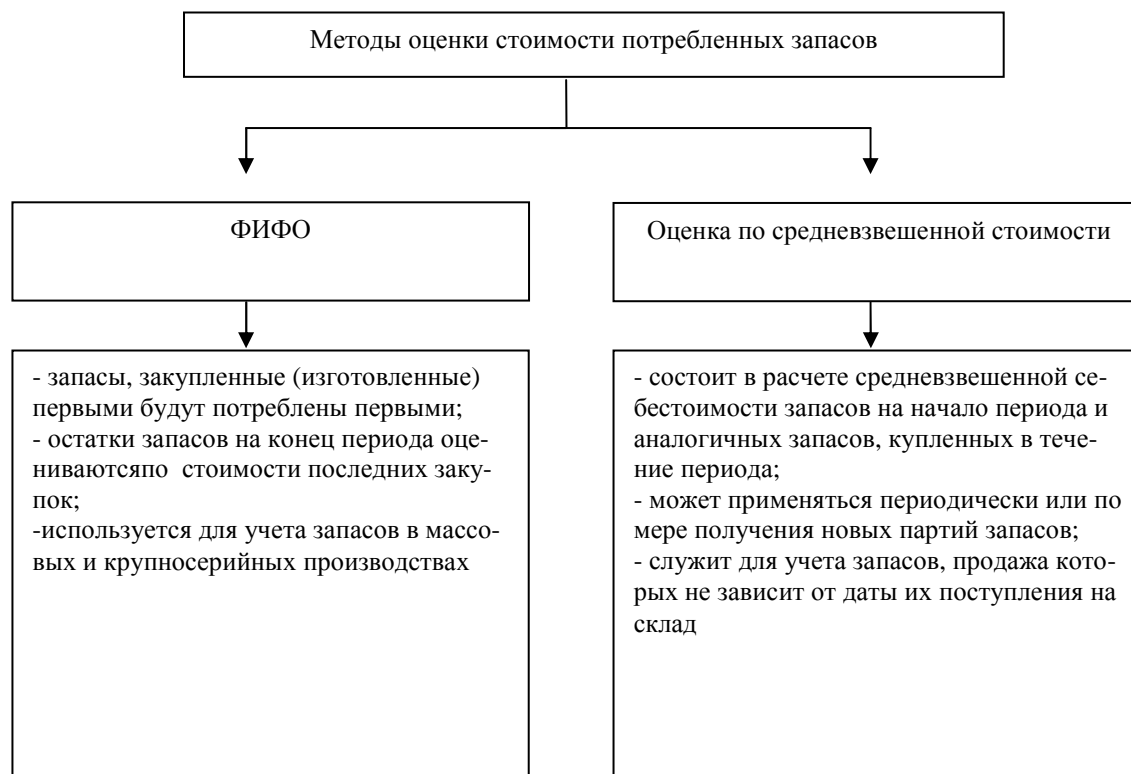 Методы оценки стоимости потребленных запасов
ФИФО
Оценка по средневзвешенной стоимости
- запасы, закупленные (изготовленные)
первыми будут потреблены первыми;
- остатки запасов на конец периода оце-
ниваютсяпо  стоимости последних заку-
пок;
-используется для учета запасов в массо-
вых и крупносерийных производствах
- состоит в расчете средневзвешенной се-
бестоимости запасов на начало периода и
аналогичных запасов, купленных в тече-
ние периода;
- может применяться периодически или по
мере получения новых партий запасов;
- служит для учета запасов, продажа кото-
рых не зависит от даты их поступления на
склад